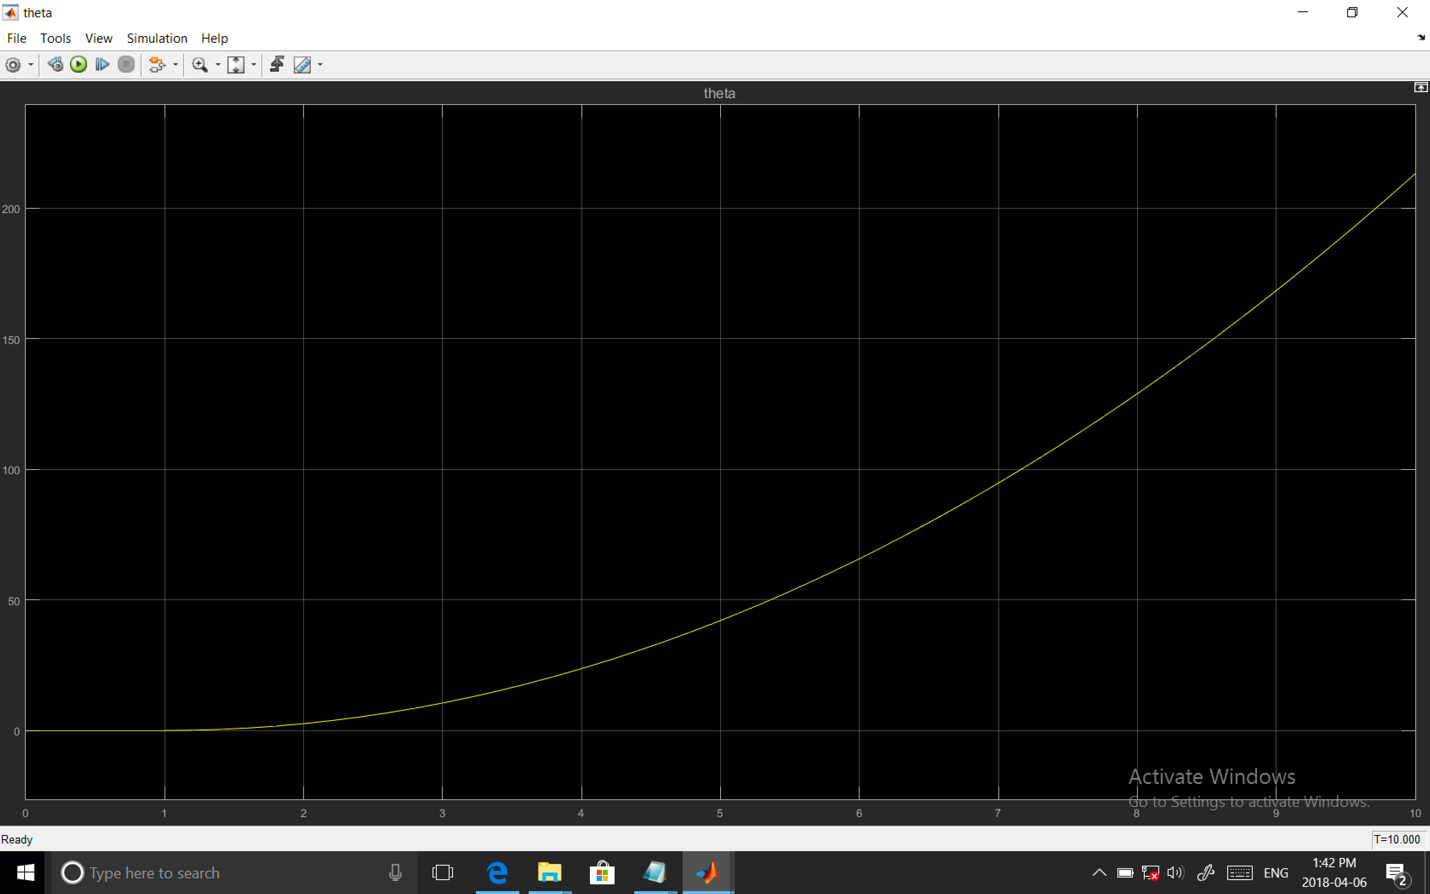 theta
File Tools View Simulation Help
theta
200
150
100
50
0
0 1 2 3 4 5 6 7 8 9 10
Activate Windows
Go to Settings to activate Windows.
Ready
T=10.000
Type here to search
ENG
1:42 PM
2018-04-06
2